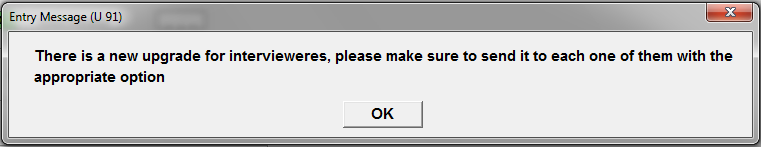 Entry Message (U 91)
There is a new upgrade for intervieweres, please make sure to send it to each one of them with the
appropriate option
OK